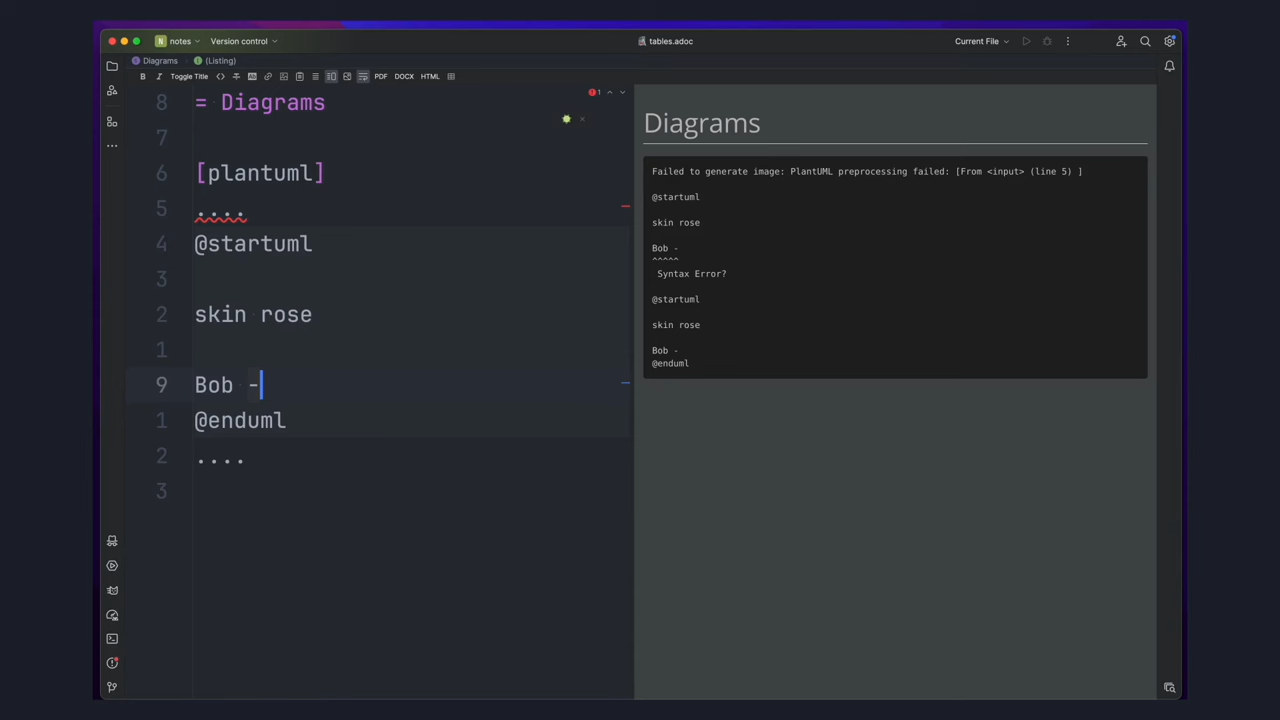 N notes Version control tables.adoc Current File
Diagrams (Listing)
B I Toggle Title PDF DOCX HTML
8 = Diagrams
7
6 [plantuml]
5 ....
4 @startuml
3
2 skin rose
1
9 Bob -
1 @enduml
2 ....
3
1
Diagrams
Failed to generate image: PlantUML preprocessing failed: [From <input> (line 5) ]
@startuml
skin rose
Bob -
^^^^^
Syntax Error?
@startuml
skin rose
Bob -
@enduml